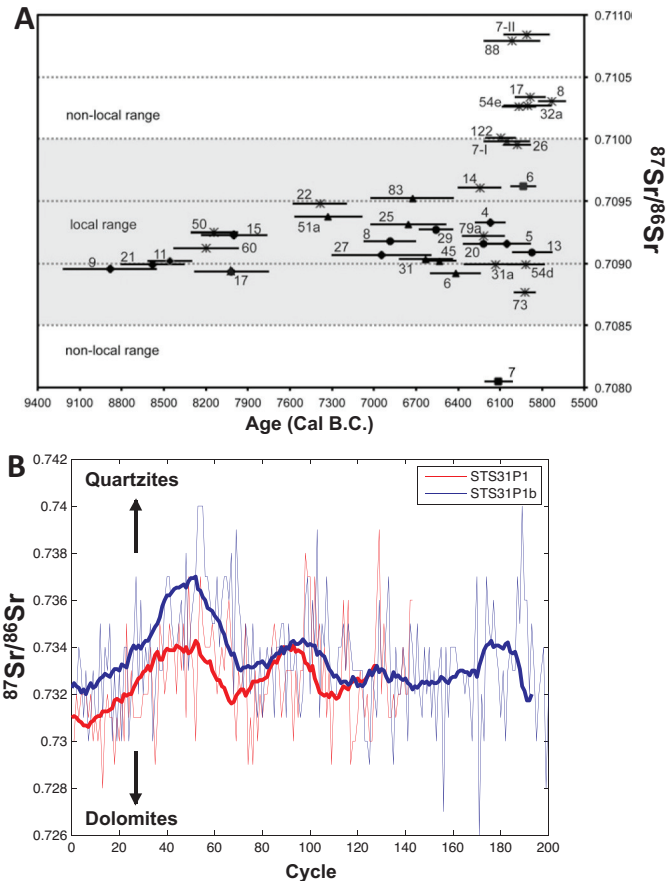 A
0.7110
7-II
88
0.7105
17
8
54e
32a
non-local range
122
0.7100
7-I
26
14
6
83
22
0.7095
51a
25
4
50
15
79a
local range
8
29
5
60
27
45
20
13
9
21
11
0.7090
17
31
6
31a
54d
73
0.7085
non-local range
7
0.7080
9400 9100 8800 8500 8200 7900 7600 7300 7000 6700 6400 6100 5800 5500
Age (Cal B.C.)
87Sr/86Sr
B
0.742
Quartzites
STS31P1
STS31P1b
0.74
0.738
0.736
0.734
0.732
0.73
0.728
Dolomites
0.726
0 20 40 60 80 100 120 140 160 180 200
Cycle
87Sr/86Sr